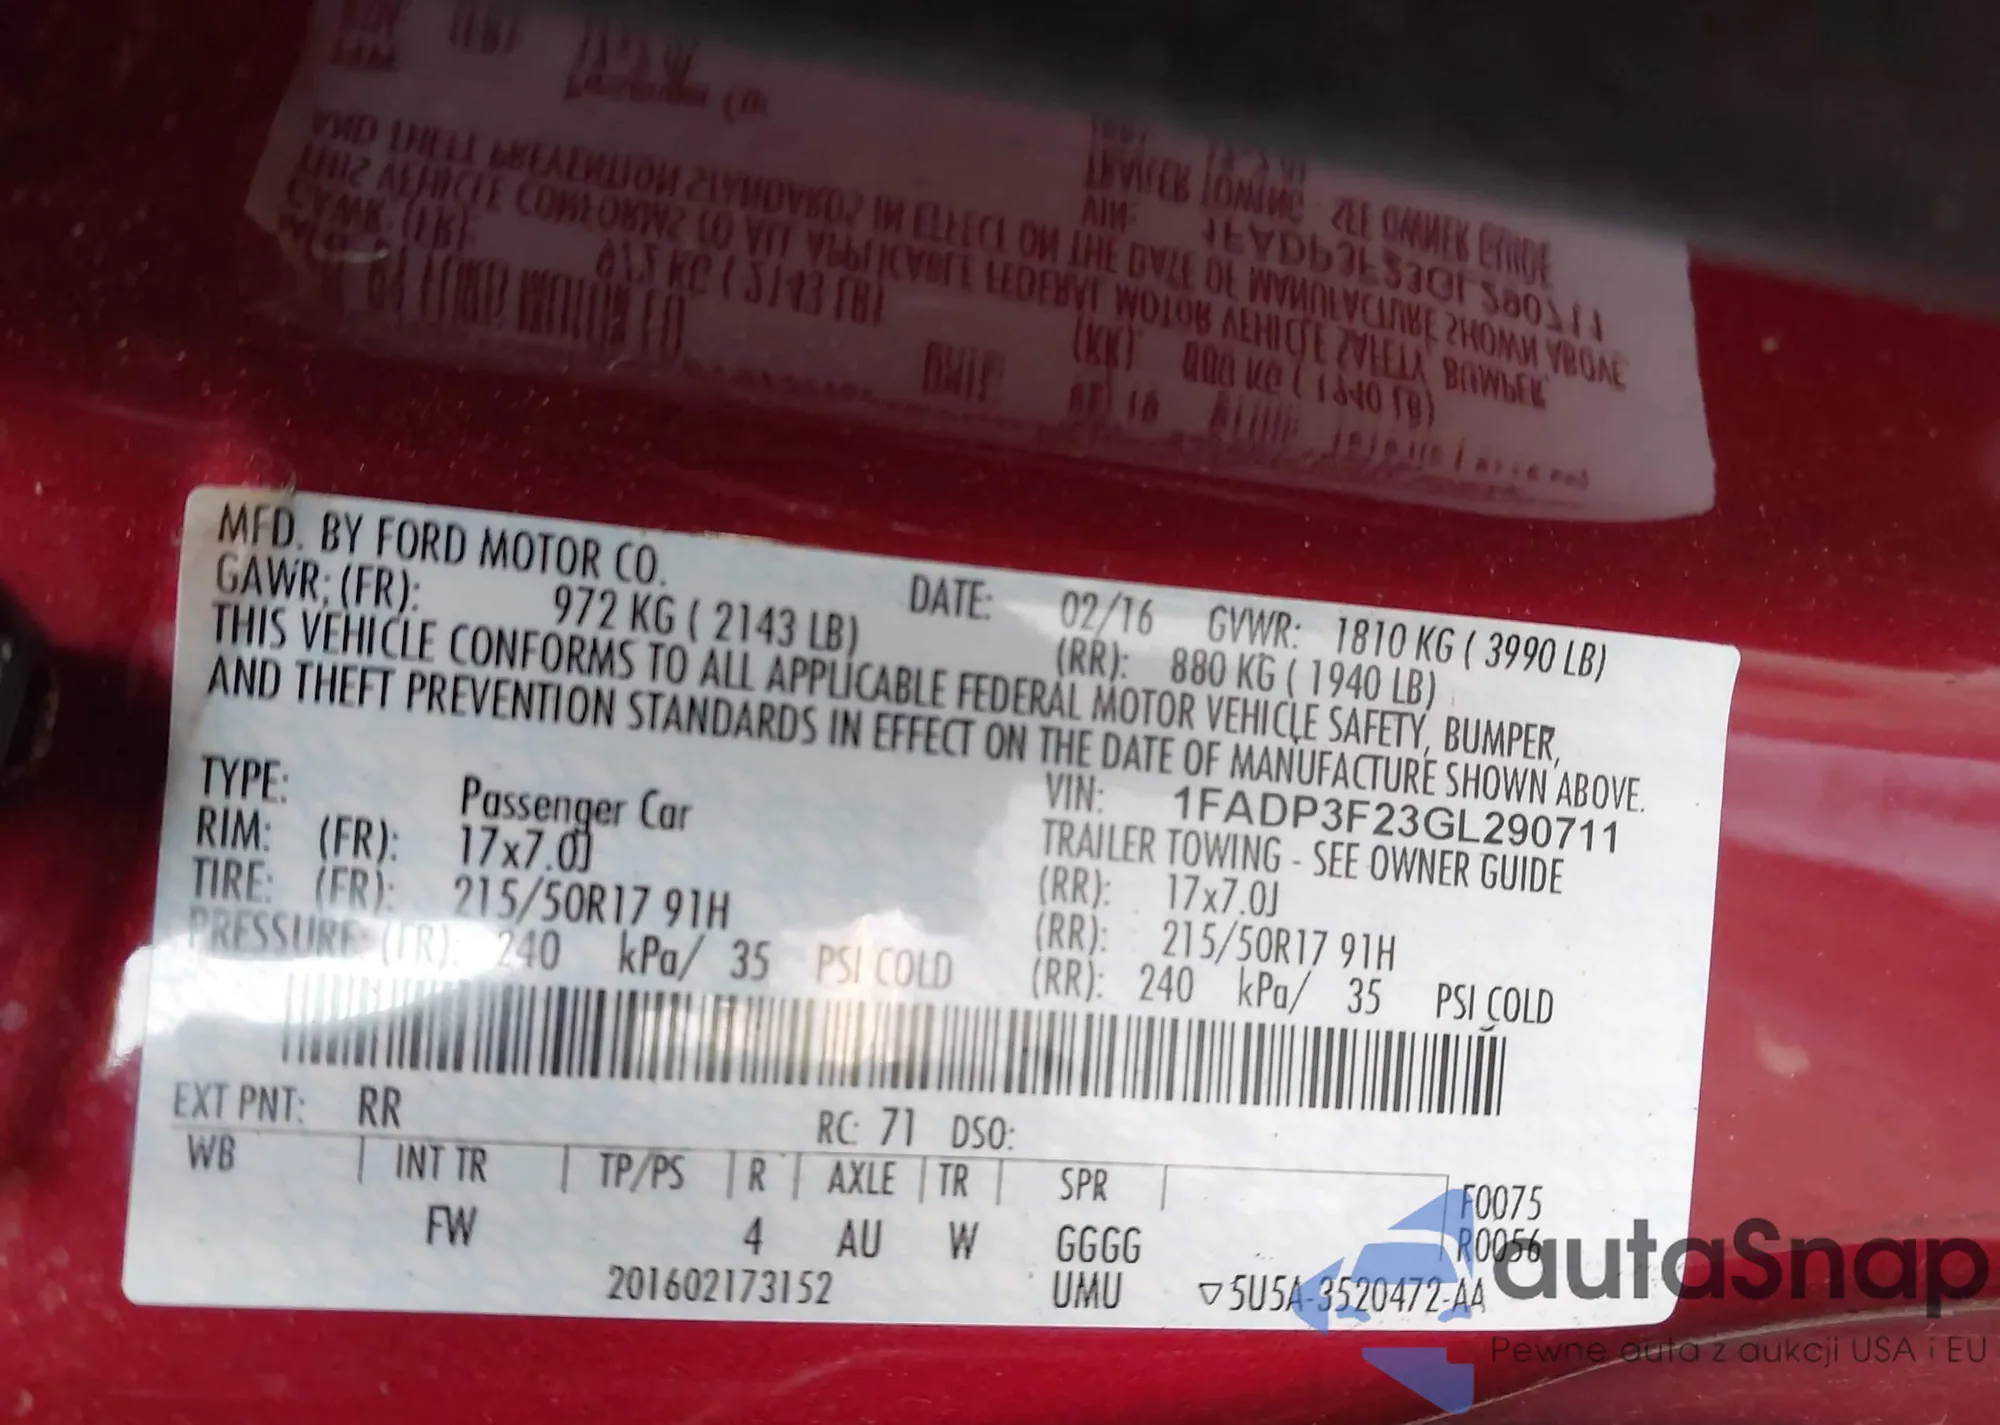 MFD. BY FORD MOTOR CO. DATE: 02/16 GVWR: 1810 KG ( 3990 LB)
GAWR: (FR): 972 KG ( 2143 LB) (RR): 880 KG ( 1940 LB)
THIS VEHICLE CONFORMS TO ALL APPLICABLE FEDERAL MOTOR VEHICLE SAFETY, BUMPER,
AND THEFT PREVENTION STANDARDS IN EFFECT ON THE DATE OF MANUFACTURE SHOWN ABOVE.
VIN: 1FADP3F23GL290711
TYPE: Passenger Car TRAILER TOWING - SEE OWNER GUIDE
RIM: (FR): 17x7.0J (RR): 17x7.0J
TIRE: (FR): 215/50R17 91H (RR): 215/50R17 91H
PRESSURE: (FR): 240 kPa/ 35 PSI COLD (RR): 240 kPa/ 35 PSI COLD
EXT PNT: RR RC: 71 DSO:
WB INT TR TP/PS R AXLE TR SPR F0075
FW 4 AU W GGGG R0056
201602173152 UMU ▽5U5A-3520472-AA
autaSnap
Pewne auta z aukcji USA i EU